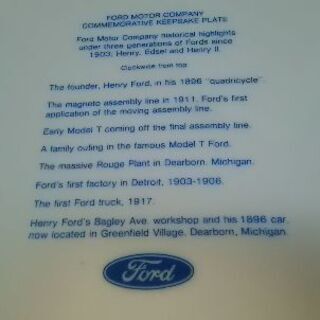 FORD MOTOR COMPANY
COMMEMORATIVE KEEPSAKE PLATE
Ford Motor Company historical highlights
under three generations of Fords since
1903; Henry, Edsel and Henry II.
Clockwise from top:
The founder, Henry Ford, in his 1896 "quadricycle".
The magneto assembly line in 1911. Ford's first
application of the moving assembly line.
Early Model T coming off the final assembly line.
A family outing in the famous Model T Ford.
The massive Rouge Plant in Dearborn, Michigan.
Ford's first factory in Detroit, 1903-1906.
The first Ford truck, 1917.
Henry Ford's Bagley Ave. workshop and his 1896 car,
now located in Greenfield Village, Dearborn, Michigan.
Ford